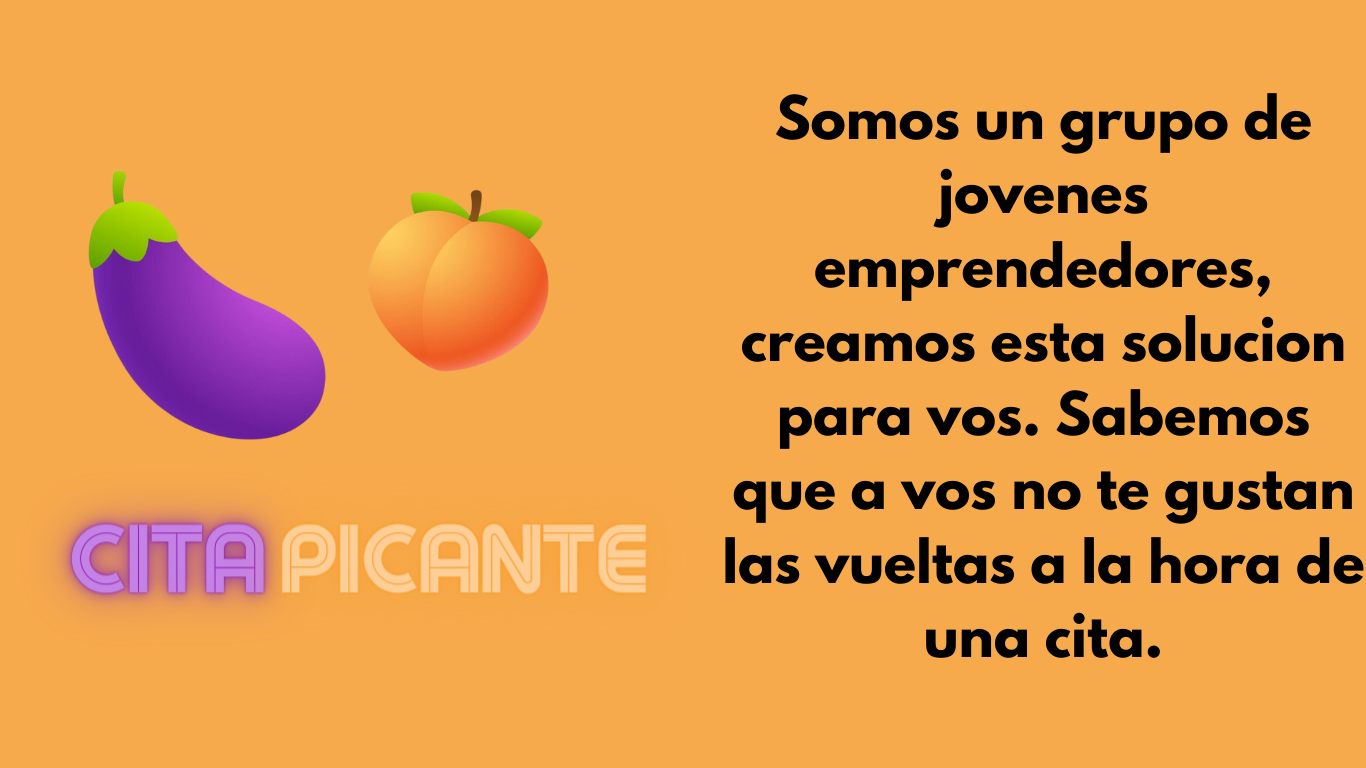 CITA PICANTE
Somos un grupo de
jovenes
emprendedores,
creamos esta solucion
para vos. Sabemos
que a vos no te gustan
las vueltas a la hora de
una cita.